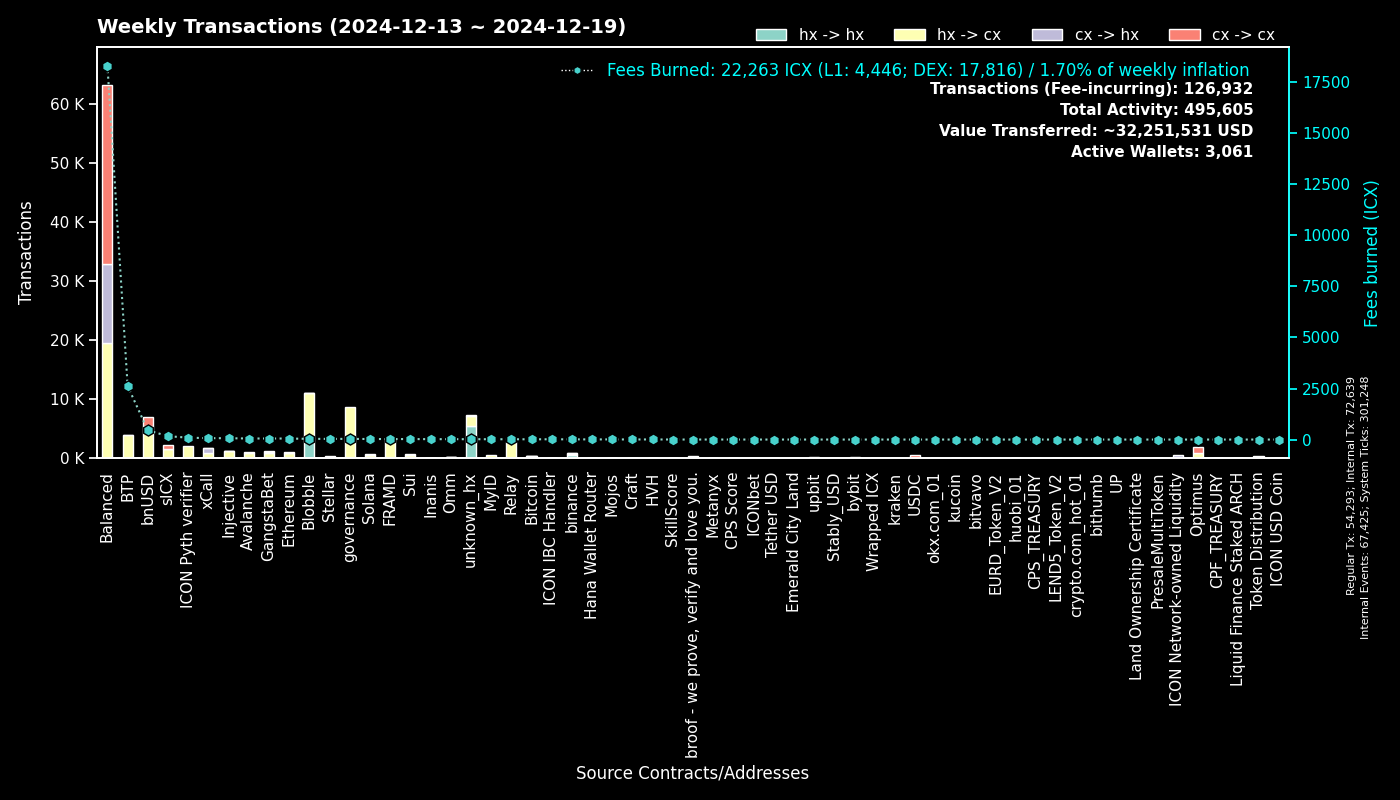 Weekly Transactions (2024-12-13 ~ 2024-12-19)
hx -> hx
hx -> cx
cx -> hx
cx -> cx
Fees Burned: 22,263 ICX (L1: 4,446; DEX: 17,816) / 1.70% of weekly inflation
Transactions (Fee-incurring): 126,932
Total Activity: 495,605
Value Transferred: ~32,251,531 USD
Active Wallets: 3,061
Transactions
60 K
50 K
40 K
30 K
20 K
10 K
0 K
17500
15000
12500
10000
7500
5000
2500
0
Fees burned (ICX)
Regular Tx: 54,293; Internal Tx: 72,639
Internal Events: 67,425; System Ticks: 301,248
Balanced
BTP
bnUSD
sICX
ICON Pyth verifier
xCall
Injective
Avalanche
GangstaBet
Ethereum
Blobble
Stellar
governance
Solana
FRAMD
Sui
Inanis
Omm
unknown_hx
MyID
Relay
Bitcoin
ICON IBC Handler
binance
Hana Wallet Router
Mojos
Craft
HVH
SkillScore
broof - we prove, verify and love you.
Metanyx
CPS Score
ICONbet
Tether USD
Emerald City Land
upbit
Stably_USD
bybit
Wrapped ICX
kraken
USDC
okx.com_01
kucoin
bitvavo
EURD_Token_V2
huobi_01
CPS_TREASURY
LEND5_Token_V2
crypto.com_hot_01
bithumb
UP
Land Ownership Certificate
PresaleMultiToken
ICON Network-owned Liquidity
Optimus
CPF_TREASURY
Liquid Finance Staked ARCH
Token Distribution
ICON USD Coin
Source Contracts/Addresses